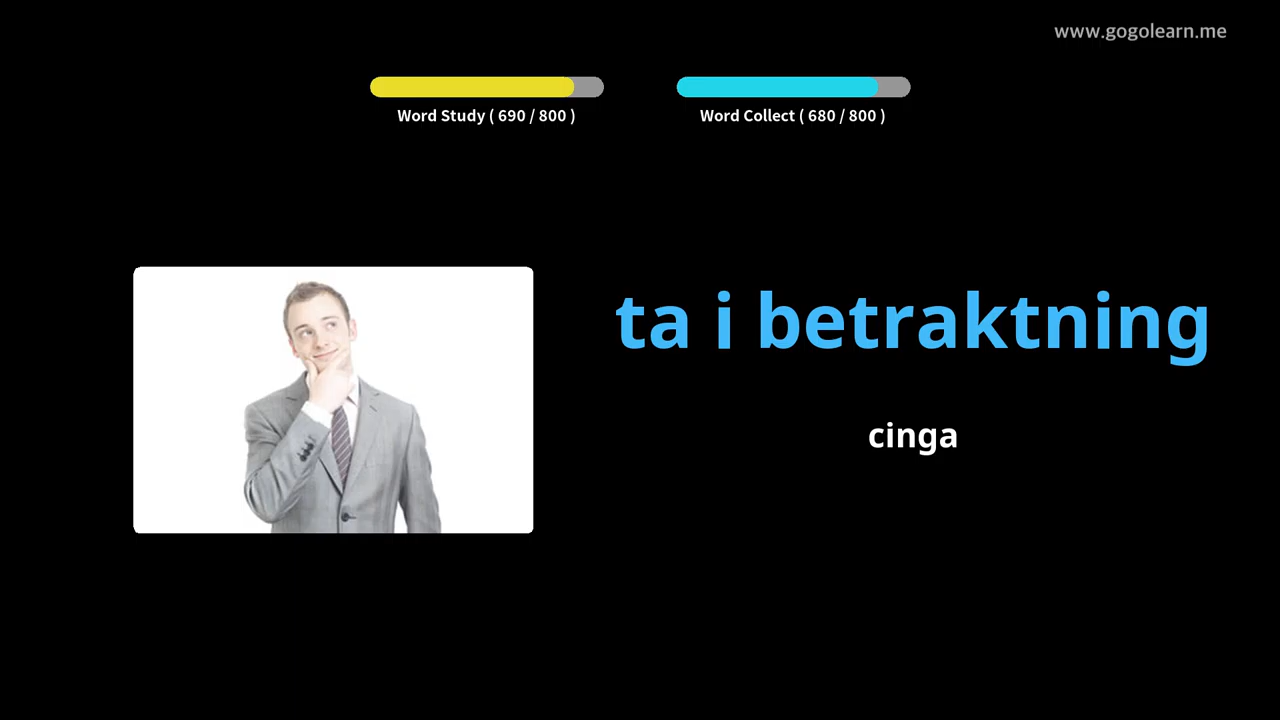 www.gogolearn.me
Word Study ( 690 / 800 )
Word Collect ( 680 / 800 )
ta i betraktning
cinga